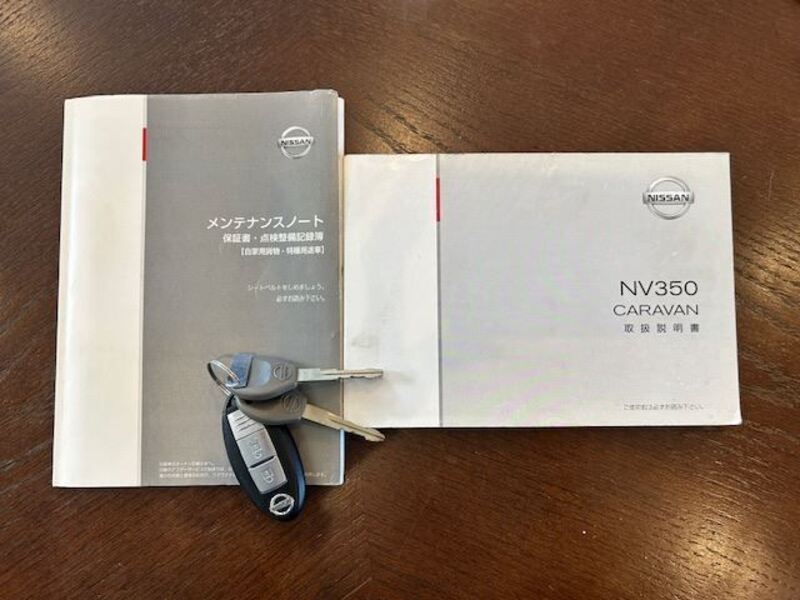 NISSAN
メンテナンスノート
保証書・点検整備記録簿
【自家用貨物・特種用途車】
シートベルトをしめましょう。
必ずお読み下さい。
NISSAN
NV350
CARAVAN
取扱説明書
ご使用前は必ずお読み下さい。